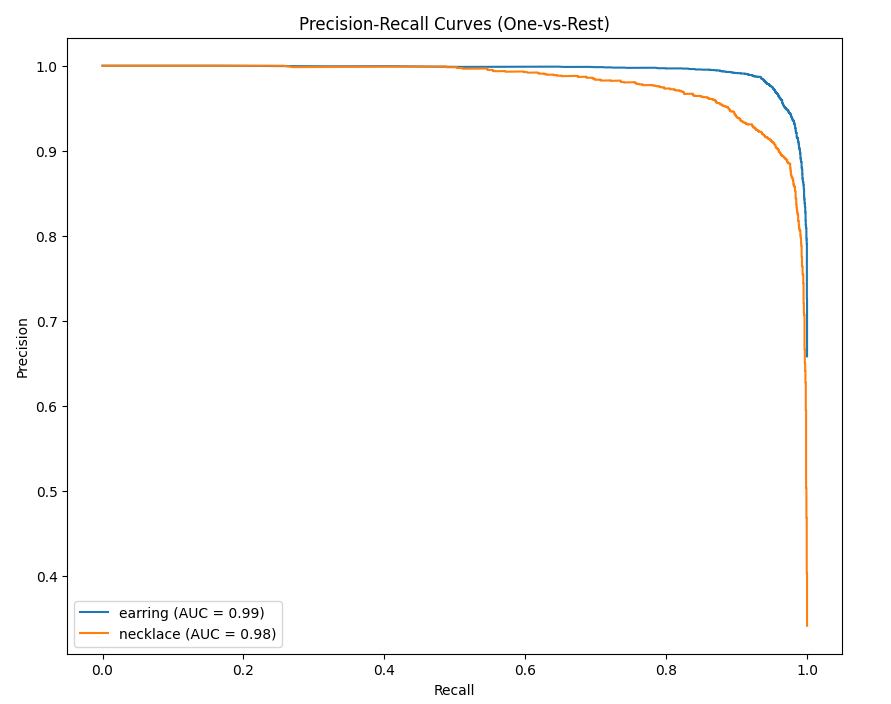 Precision-Recall Curves (One-vs-Rest)
1.0
0.9
0.8
0.7
0.6
0.5
0.4
Precision
earring (AUC = 0.99)
necklace (AUC = 0.98)
0.0 0.2 0.4 0.6 0.8 1.0
Recall